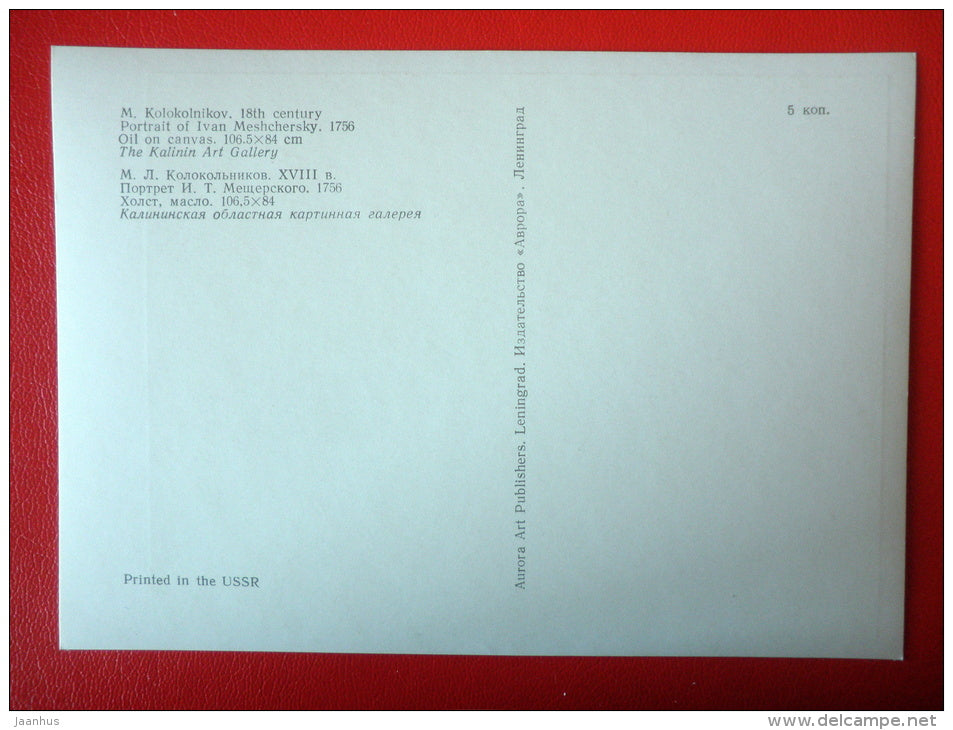 M. Kolokolnikov. 18th century
Portrait of Ivan Meshchersky. 1756
Oil on canvas. 106.5×84 cm
The Kalinin Art Gallery
М. Л. Колокольников. XVIII в.
Портрет И. Т. Мещерского. 1756
Холст, масло. 106,5×84
Калининская областная картинная галерея
Printed in the USSR
Aurora Art Publishers. Leningrad. Издательство «Аврора». Ленинград
5 коп.
Jaanhus
www.delcampe.net